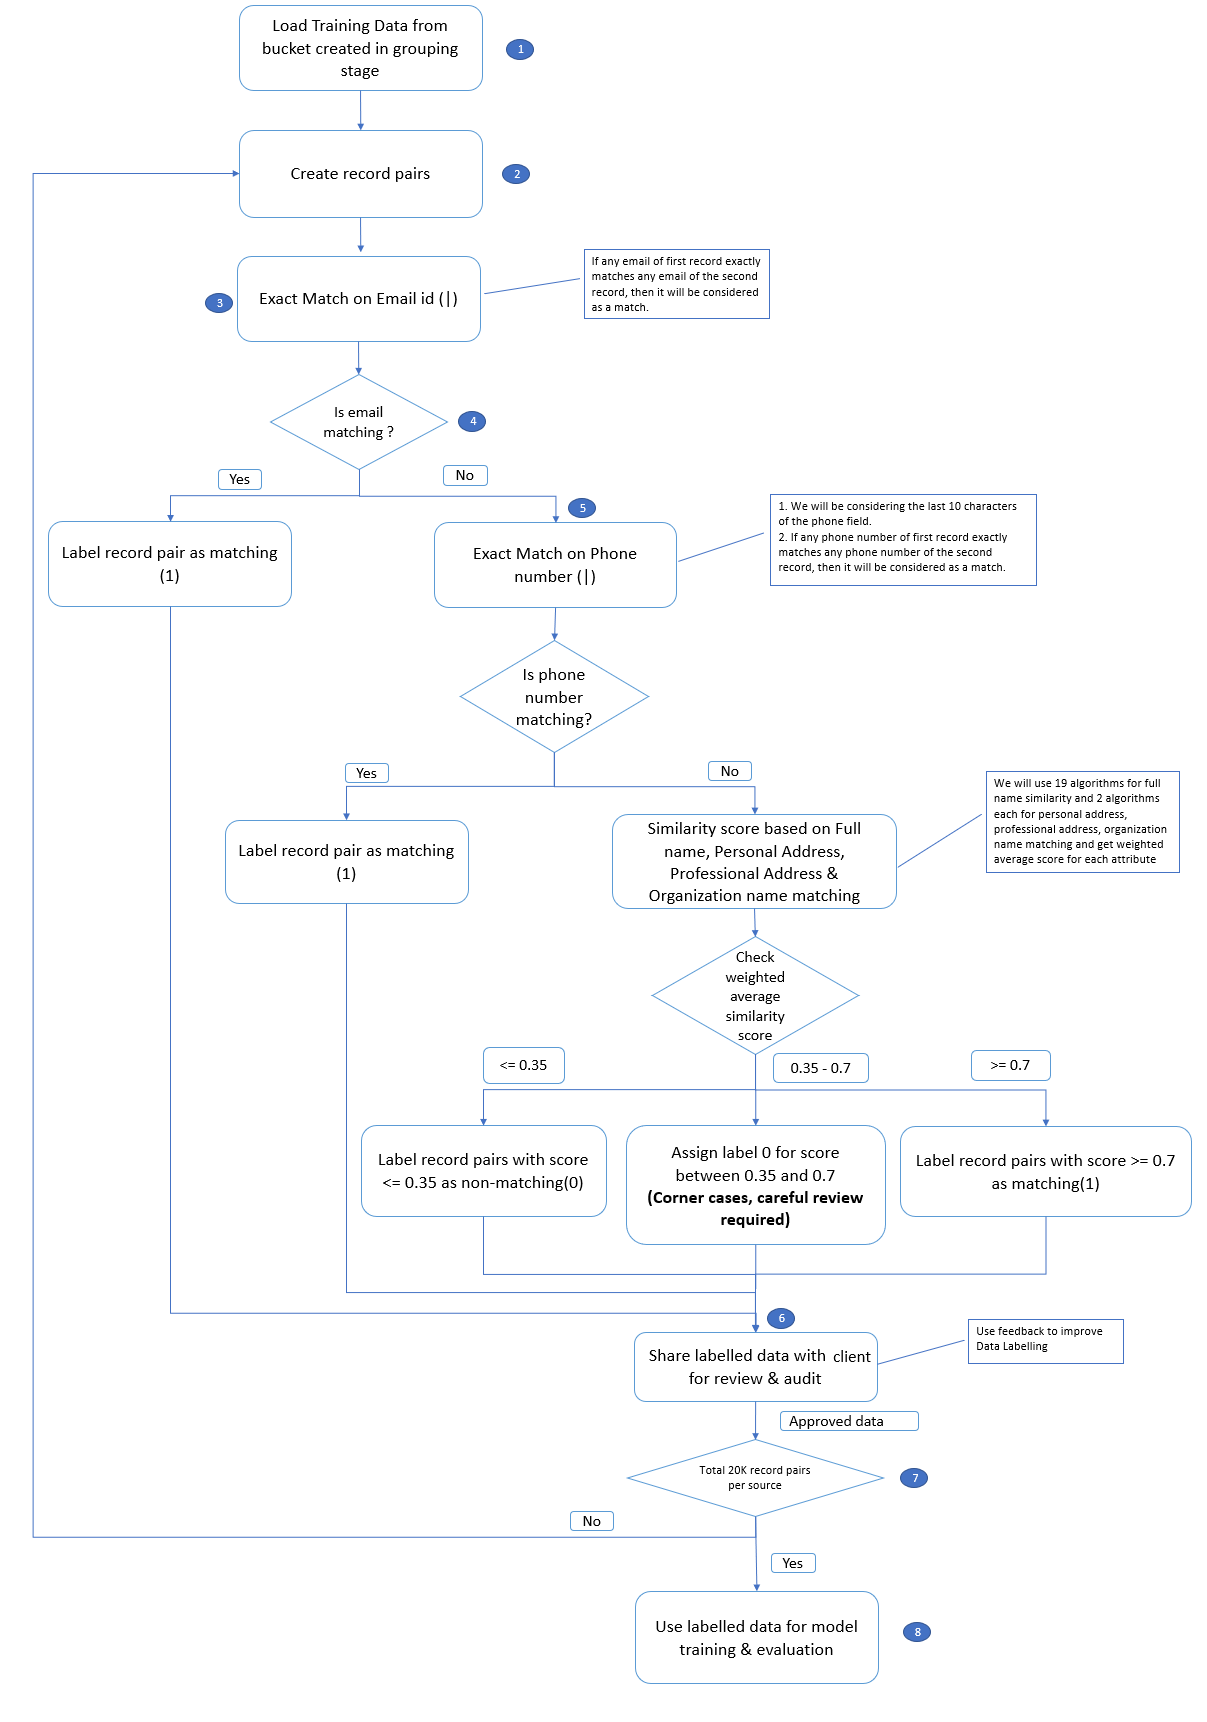 Load Training Data from
bucket created in grouping
stage
1
Create record pairs
2
If any email of first record exactly
matches any email of the second
record, then it will be considered
as a match.
3
Exact Match on Email id (|)
Is email
matching ?
4
Yes
No
5
1. We will be considering the last 10 characters
of the phone field.
2. If any phone number of first record exactly
matches any phone number of the second
record, then it will be considered as a match.
Label record pair as matching
(1)
Exact Match on Phone
number (|)
Is phone
number
matching?
Yes
No
We will use 19 algorithms for full
name similarity and 2 algorithms
each for personal address,
professional address, organization
name matching and get weighted
average score for each attribute
Label record pair as matching
(1)
Similarity score based on Full
name, Personal Address,
Professional Address &
Organization name matching
Check
weighted
average
similarity
score
<= 0.35
0.35 - 0.7
>= 0.7
Label record pairs with score
<= 0.35 as non-matching(0)
Assign label 0 for score
between 0.35 and 0.7
(Corner cases, careful review
required)
Label record pairs with score >= 0.7
as matching(1)
6
Share labelled data with client
for review & audit
Use feedback to improve
Data Labelling
Approved data
Total 20K record pairs
per source
7
No
Yes
Use labelled data for model
training & evaluation
8